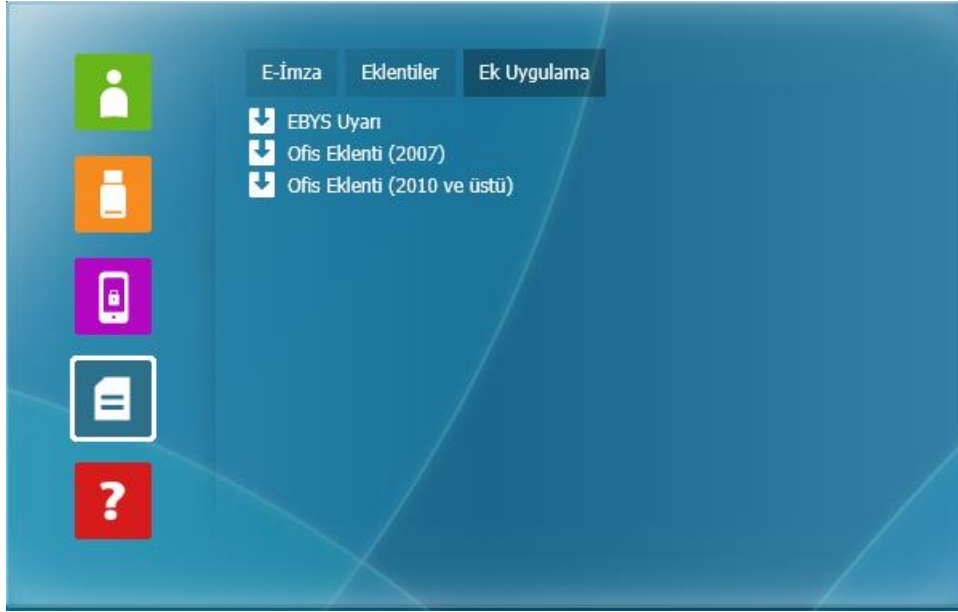 E-İmza Eklentiler Ek Uygulama
EBYS Uyarı
Ofis Eklenti (2007)
Ofis Eklenti (2010 ve üstü)
?